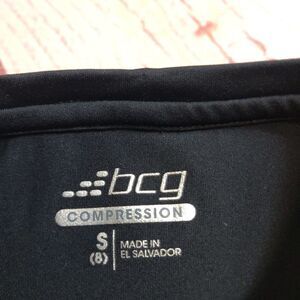 bcg
COMPRESSION
S
(8)
MADE IN
EL SALVADOR